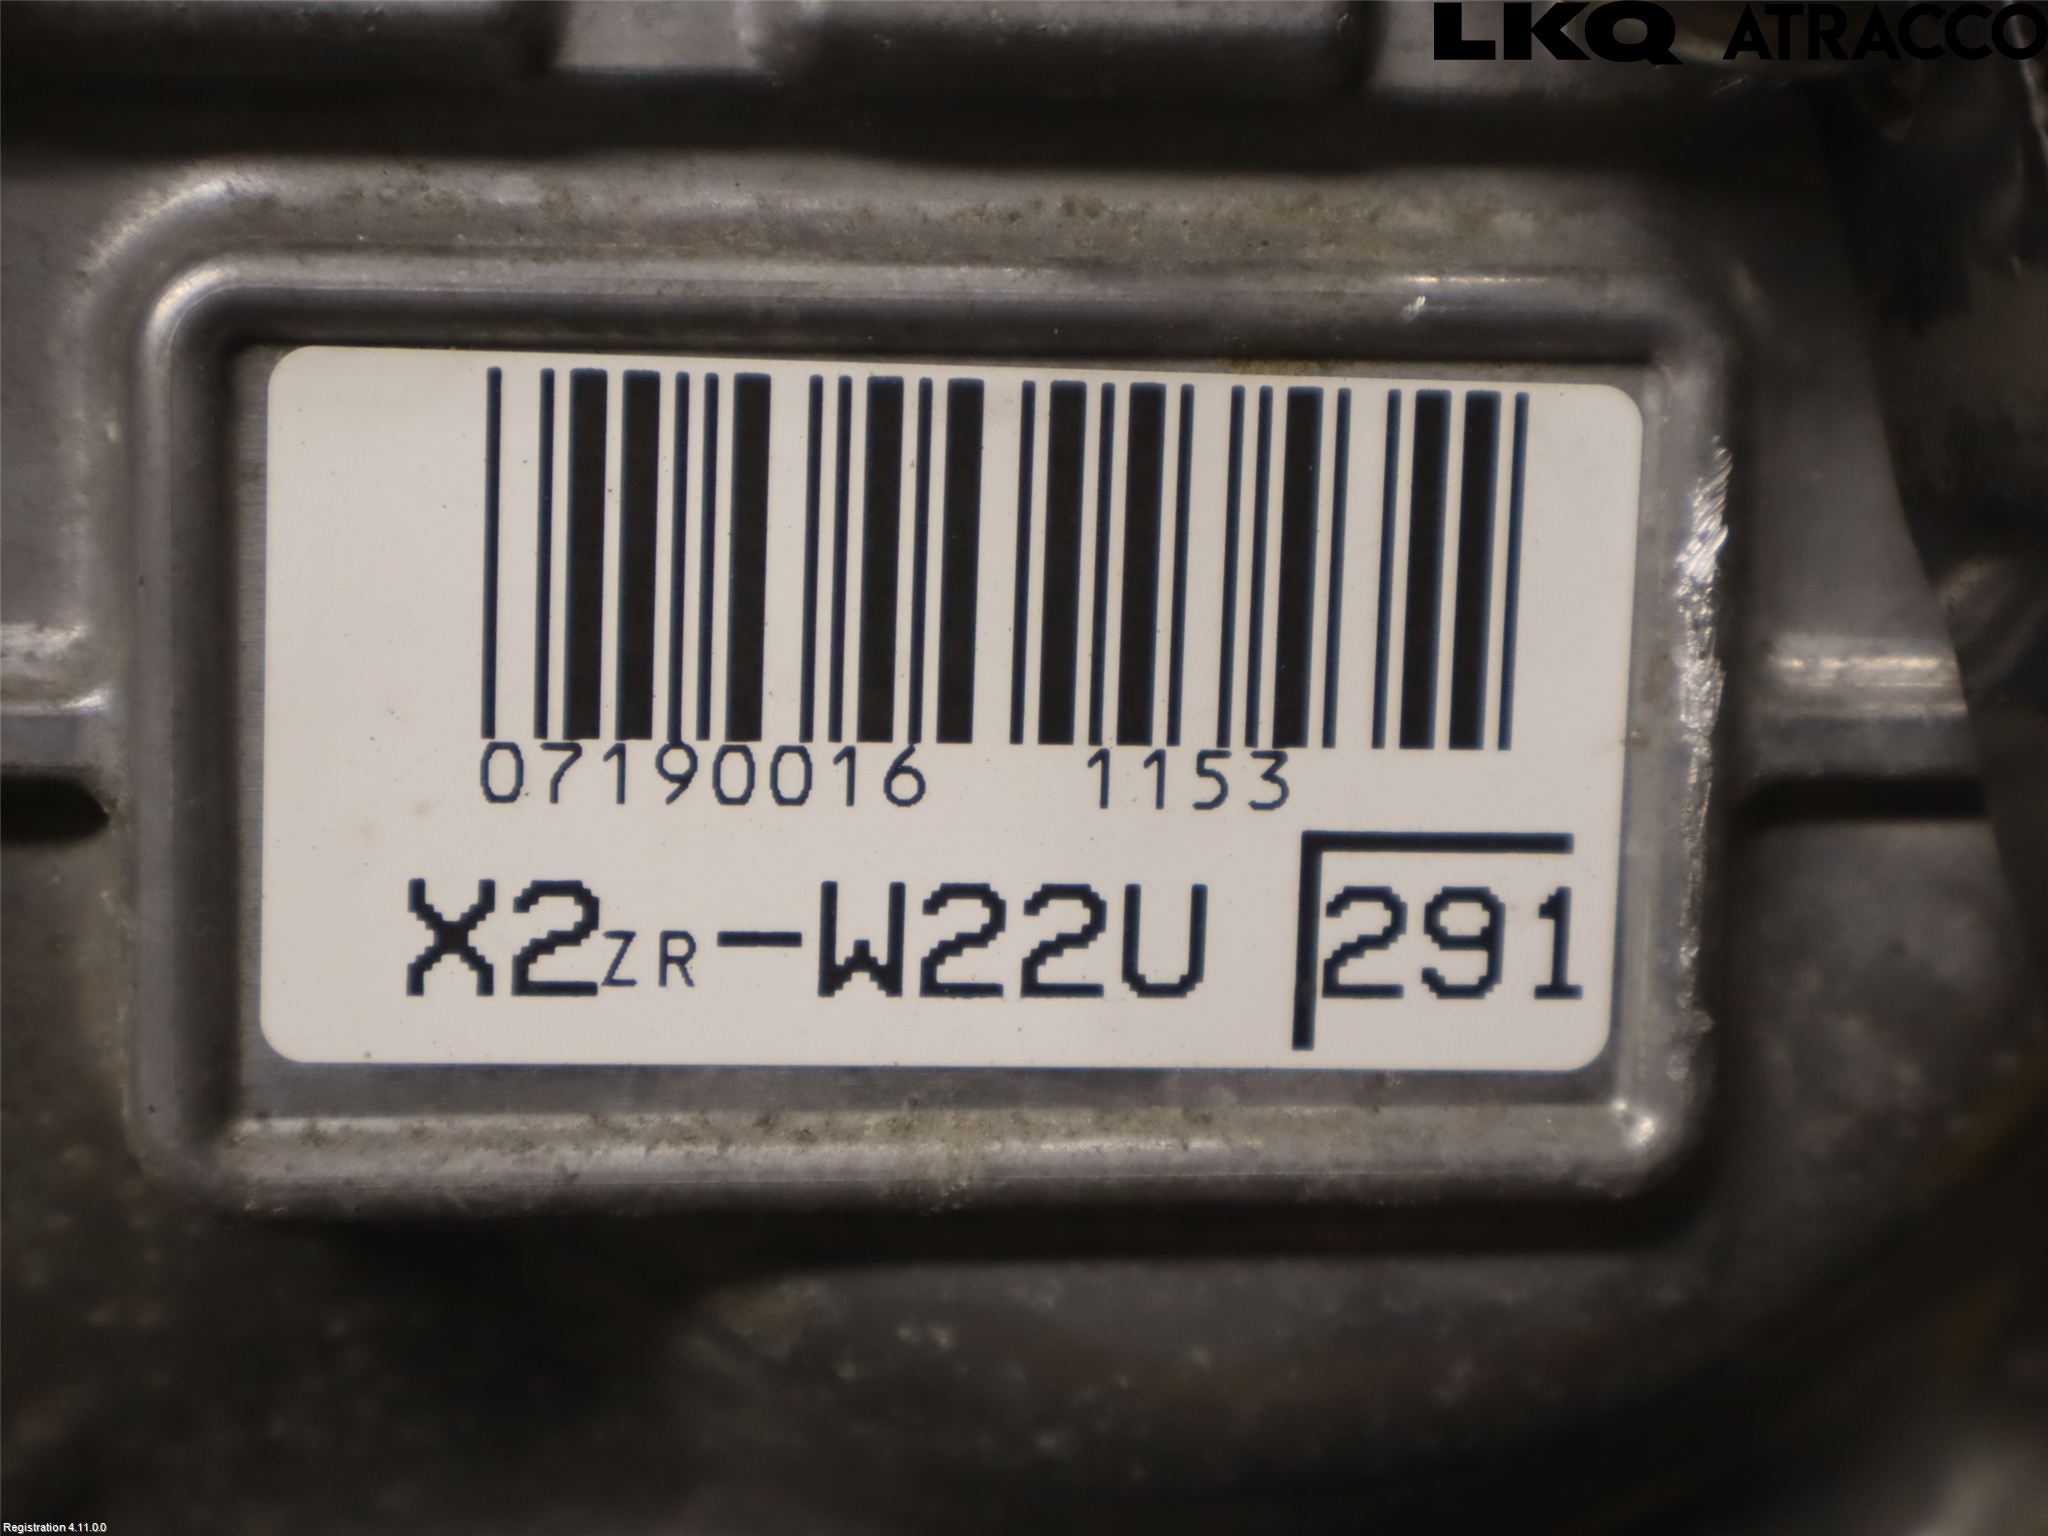 LKQ ATRACCO
07190016 1153
X2ZR-W22U 291
Registration 4.11.0.0